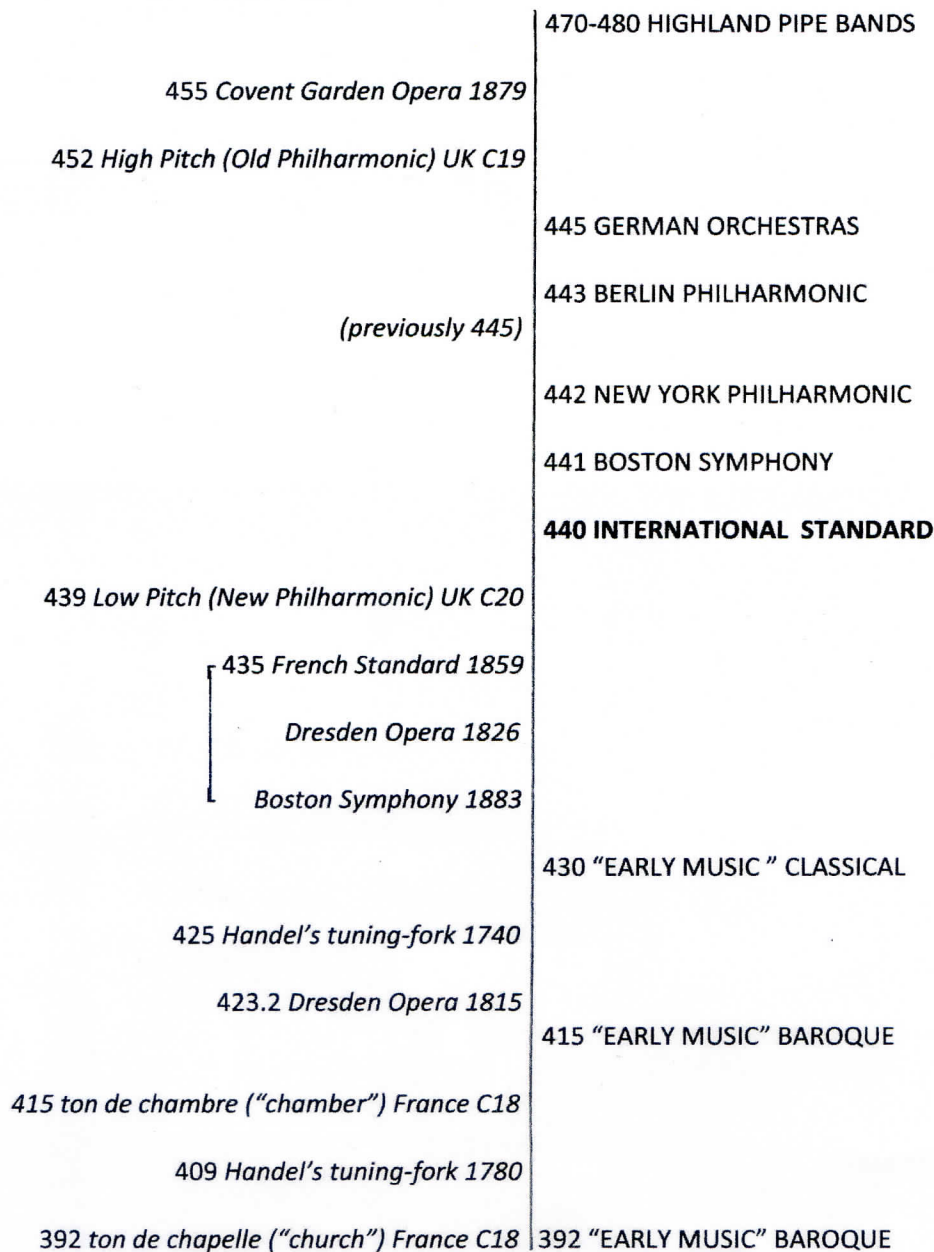 470-480 HIGHLAND PIPE BANDS
455 Covent Garden Opera 1879
452 High Pitch (Old Philharmonic) UK C19
445 GERMAN ORCHESTRAS
443 BERLIN PHILHARMONIC
(previously 445)
442 NEW YORK PHILHARMONIC
441 BOSTON SYMPHONY
440 INTERNATIONAL STANDARD
439 Low Pitch (New Philharmonic) UK C20
435 French Standard 1859
Dresden Opera 1826
Boston Symphony 1883
430 "EARLY MUSIC " CLASSICAL
425 Handel's tuning-fork 1740
423.2 Dresden Opera 1815
415 "EARLY MUSIC" BAROQUE
415 ton de chambre ("chamber") France C18
409 Handel's tuning-fork 1780
392 ton de chapelle ("church") France C18
392 "EARLY MUSIC" BAROQUE